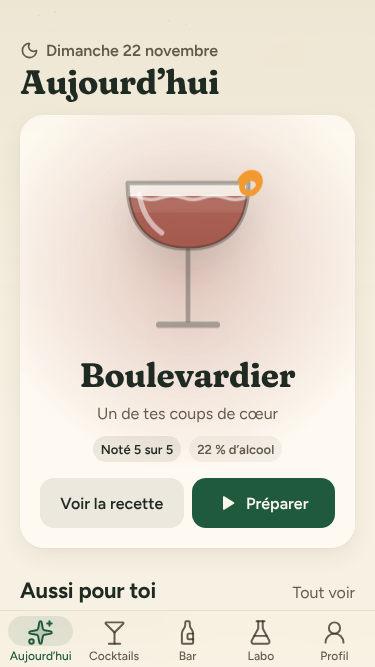 Dimanche 22 novembre
Aujourd’hui
Boulevardier
Un de tes coups de cœur
Noté 5 sur 5
22 % d’alcool
Voir la recette
Préparer
Aussi pour toi
Tout voir
Aujourd’hui
Cocktails
Bar
Labo
Profil